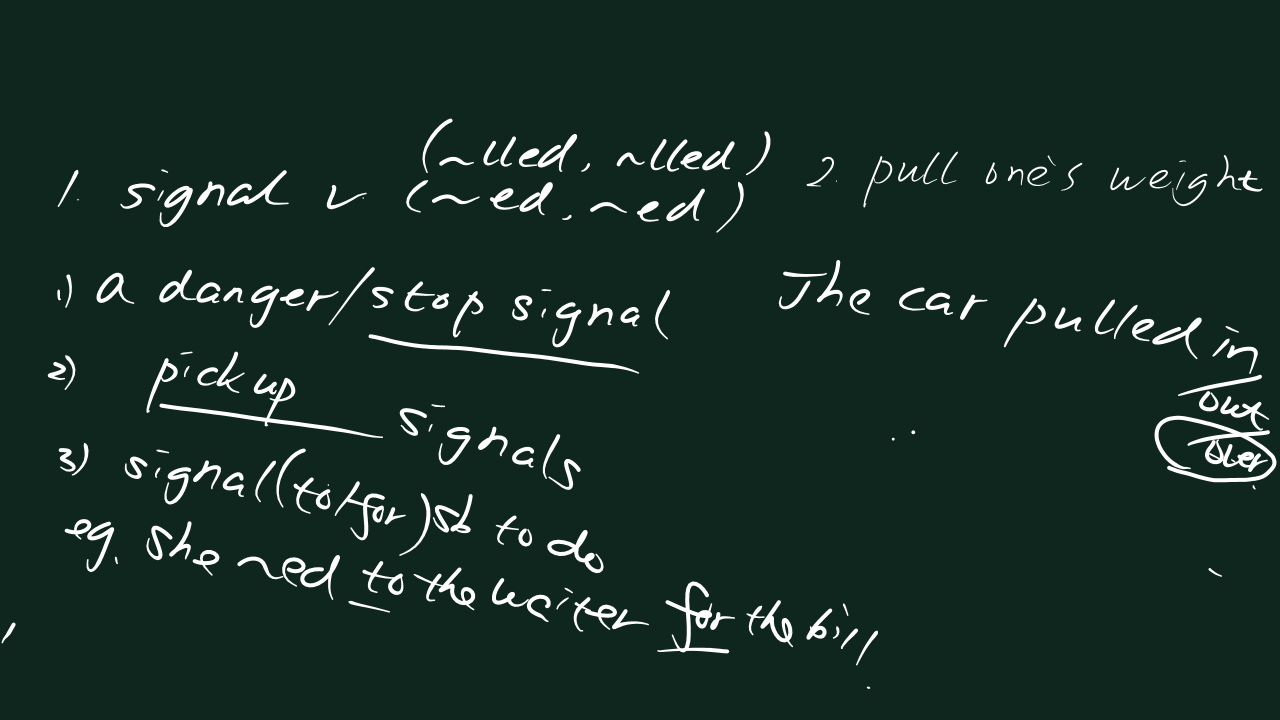 1. signal v (~lled, ~lled)
(~ed, ~ed)
1) a danger/stop signal
2) pick up signals
3) signal (to/for) sb to do
eg. she ~ed to the waiter for the bill
2. pull one's weight
The car pulled in
out
over